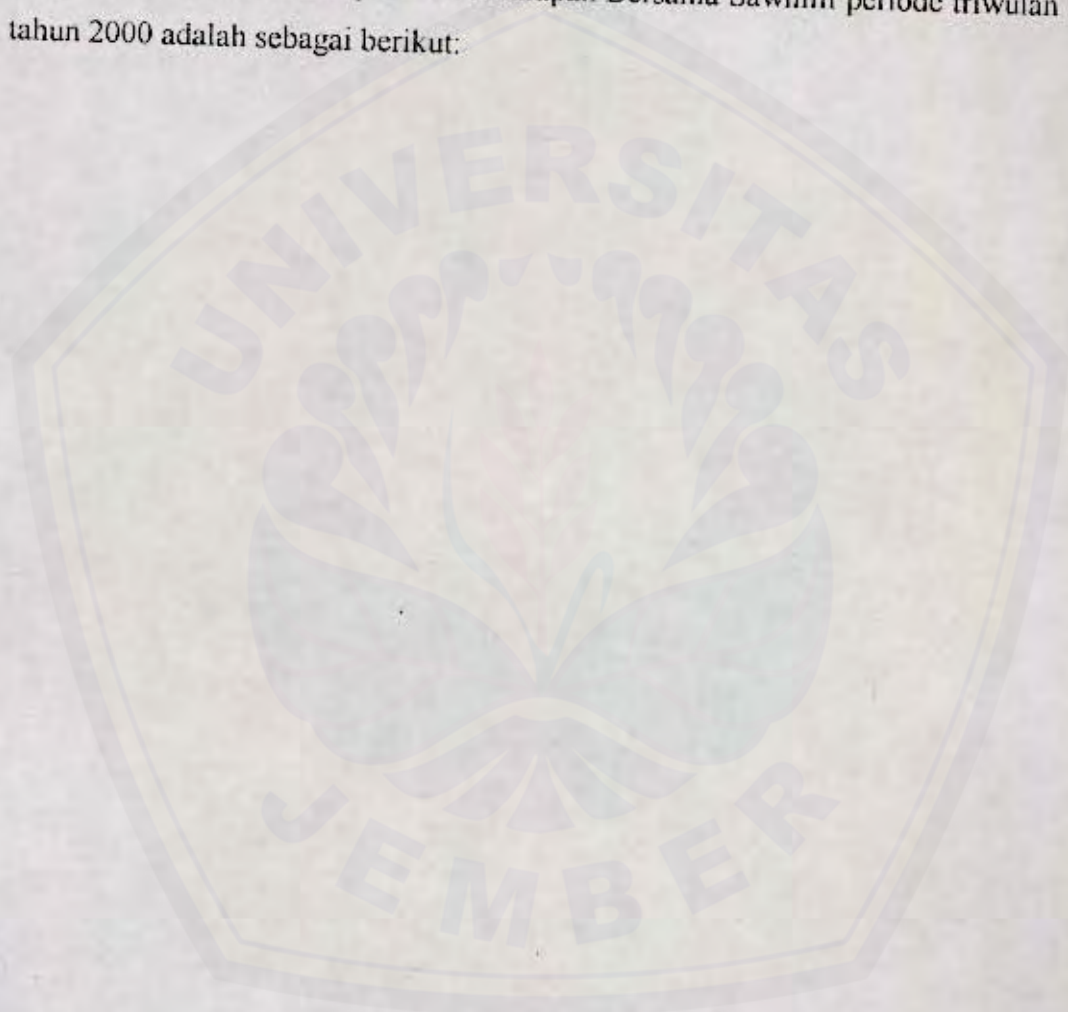 Bersama Sawmill periode triwulan
tahun 2000 adalah sebagai berikut:
UNIVERSITAS
JEMBER